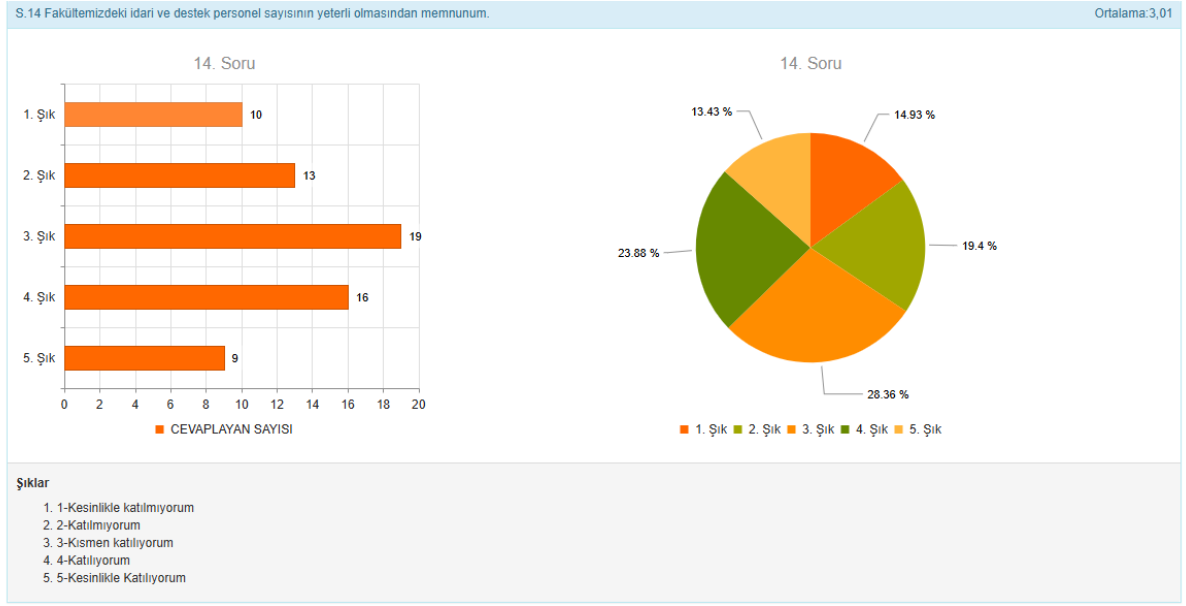 S.14 Fakültemizdeki idari ve destek personel sayısının yeterli olmasından memnunum.
Ortalama:3,01
14. Soru
1. Şık
10
2. Şık
13
3. Şık
19
4. Şık
16
5. Şık
9
0 2 4 6 8 10 12 14 16 18 20
CEVAPLAYAN SAYISI
14. Soru
13.43 %
14.93 %
23.88 %
19.4 %
28.36 %
1. Şık 2. Şık 3. Şık 4. Şık 5. Şık
Şıklar
1. 1-Kesinlikle katılmıyorum
2. 2-Katılmıyorum
3. 3-Kısmen katılıyorum
4. 4-Katılıyorum
5. 5-Kesinlikle Katılıyorum